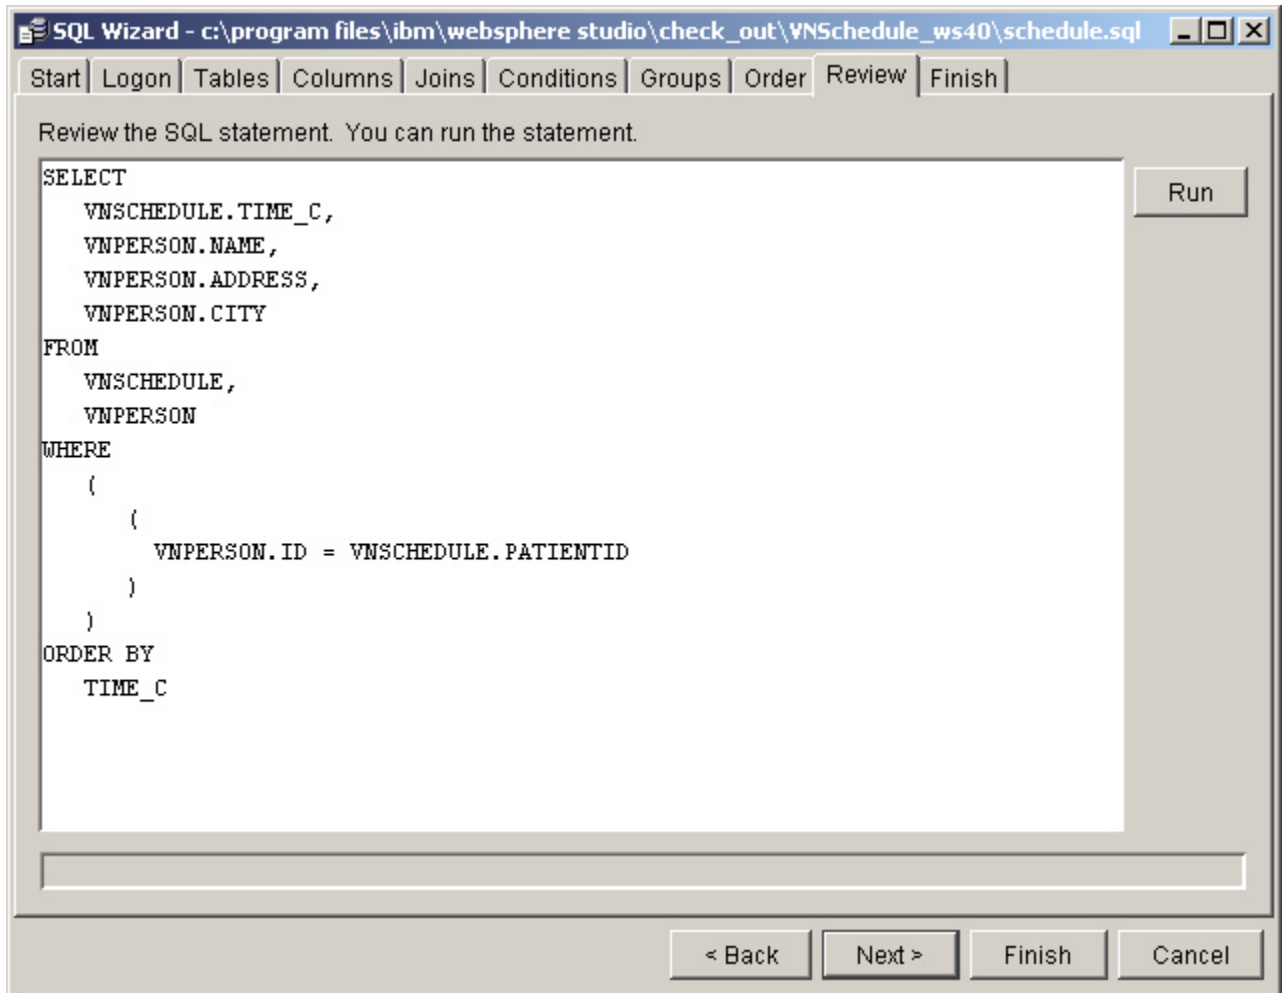 SQL Wizard - c:\program files\ibm\websphere studio\check_out\VNSchedule_ws40\schedule.sql
Start Logon Tables Columns Joins Conditions Groups Order Review Finish
Review the SQL statement. You can run the statement.
SELECT
VNSCHEDULE.TIME_C,
VNPERSON.NAME,
VNPERSON.ADDRESS,
VNPERSON.CITY
FROM
VNSCHEDULE,
VNPERSON
WHERE
(
(
VNPERSON.ID = VNSCHEDULE.PATIENTID
)
)
ORDER BY
TIME_C
Run
< Back Next > Finish Cancel